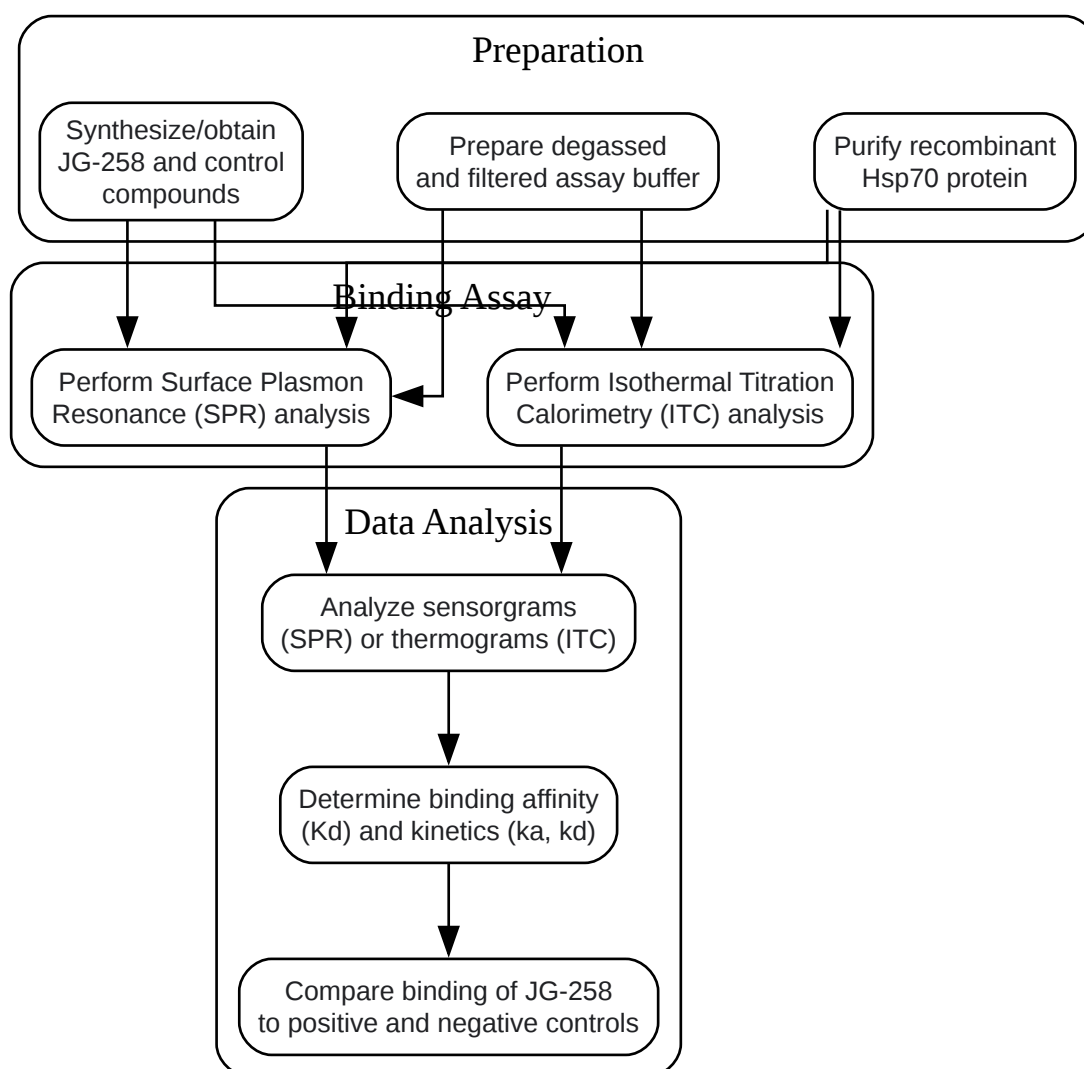 Preparation
Synthesize/obtain
JG-258 and control
compounds
Prepare degassed
and filtered assay buffer
Purify recombinant
Hsp70 protein
Binding Assay
Perform Surface Plasmon
Resonance (SPR) analysis
Perform Isothermal Titration
Calorimetry (ITC) analysis
Data Analysis
Analyze sensorgrams
(SPR) or thermograms (ITC)
Determine binding affinity
(Kd) and kinetics (ka, kd)
Compare binding of JG-258
to positive and negative controls